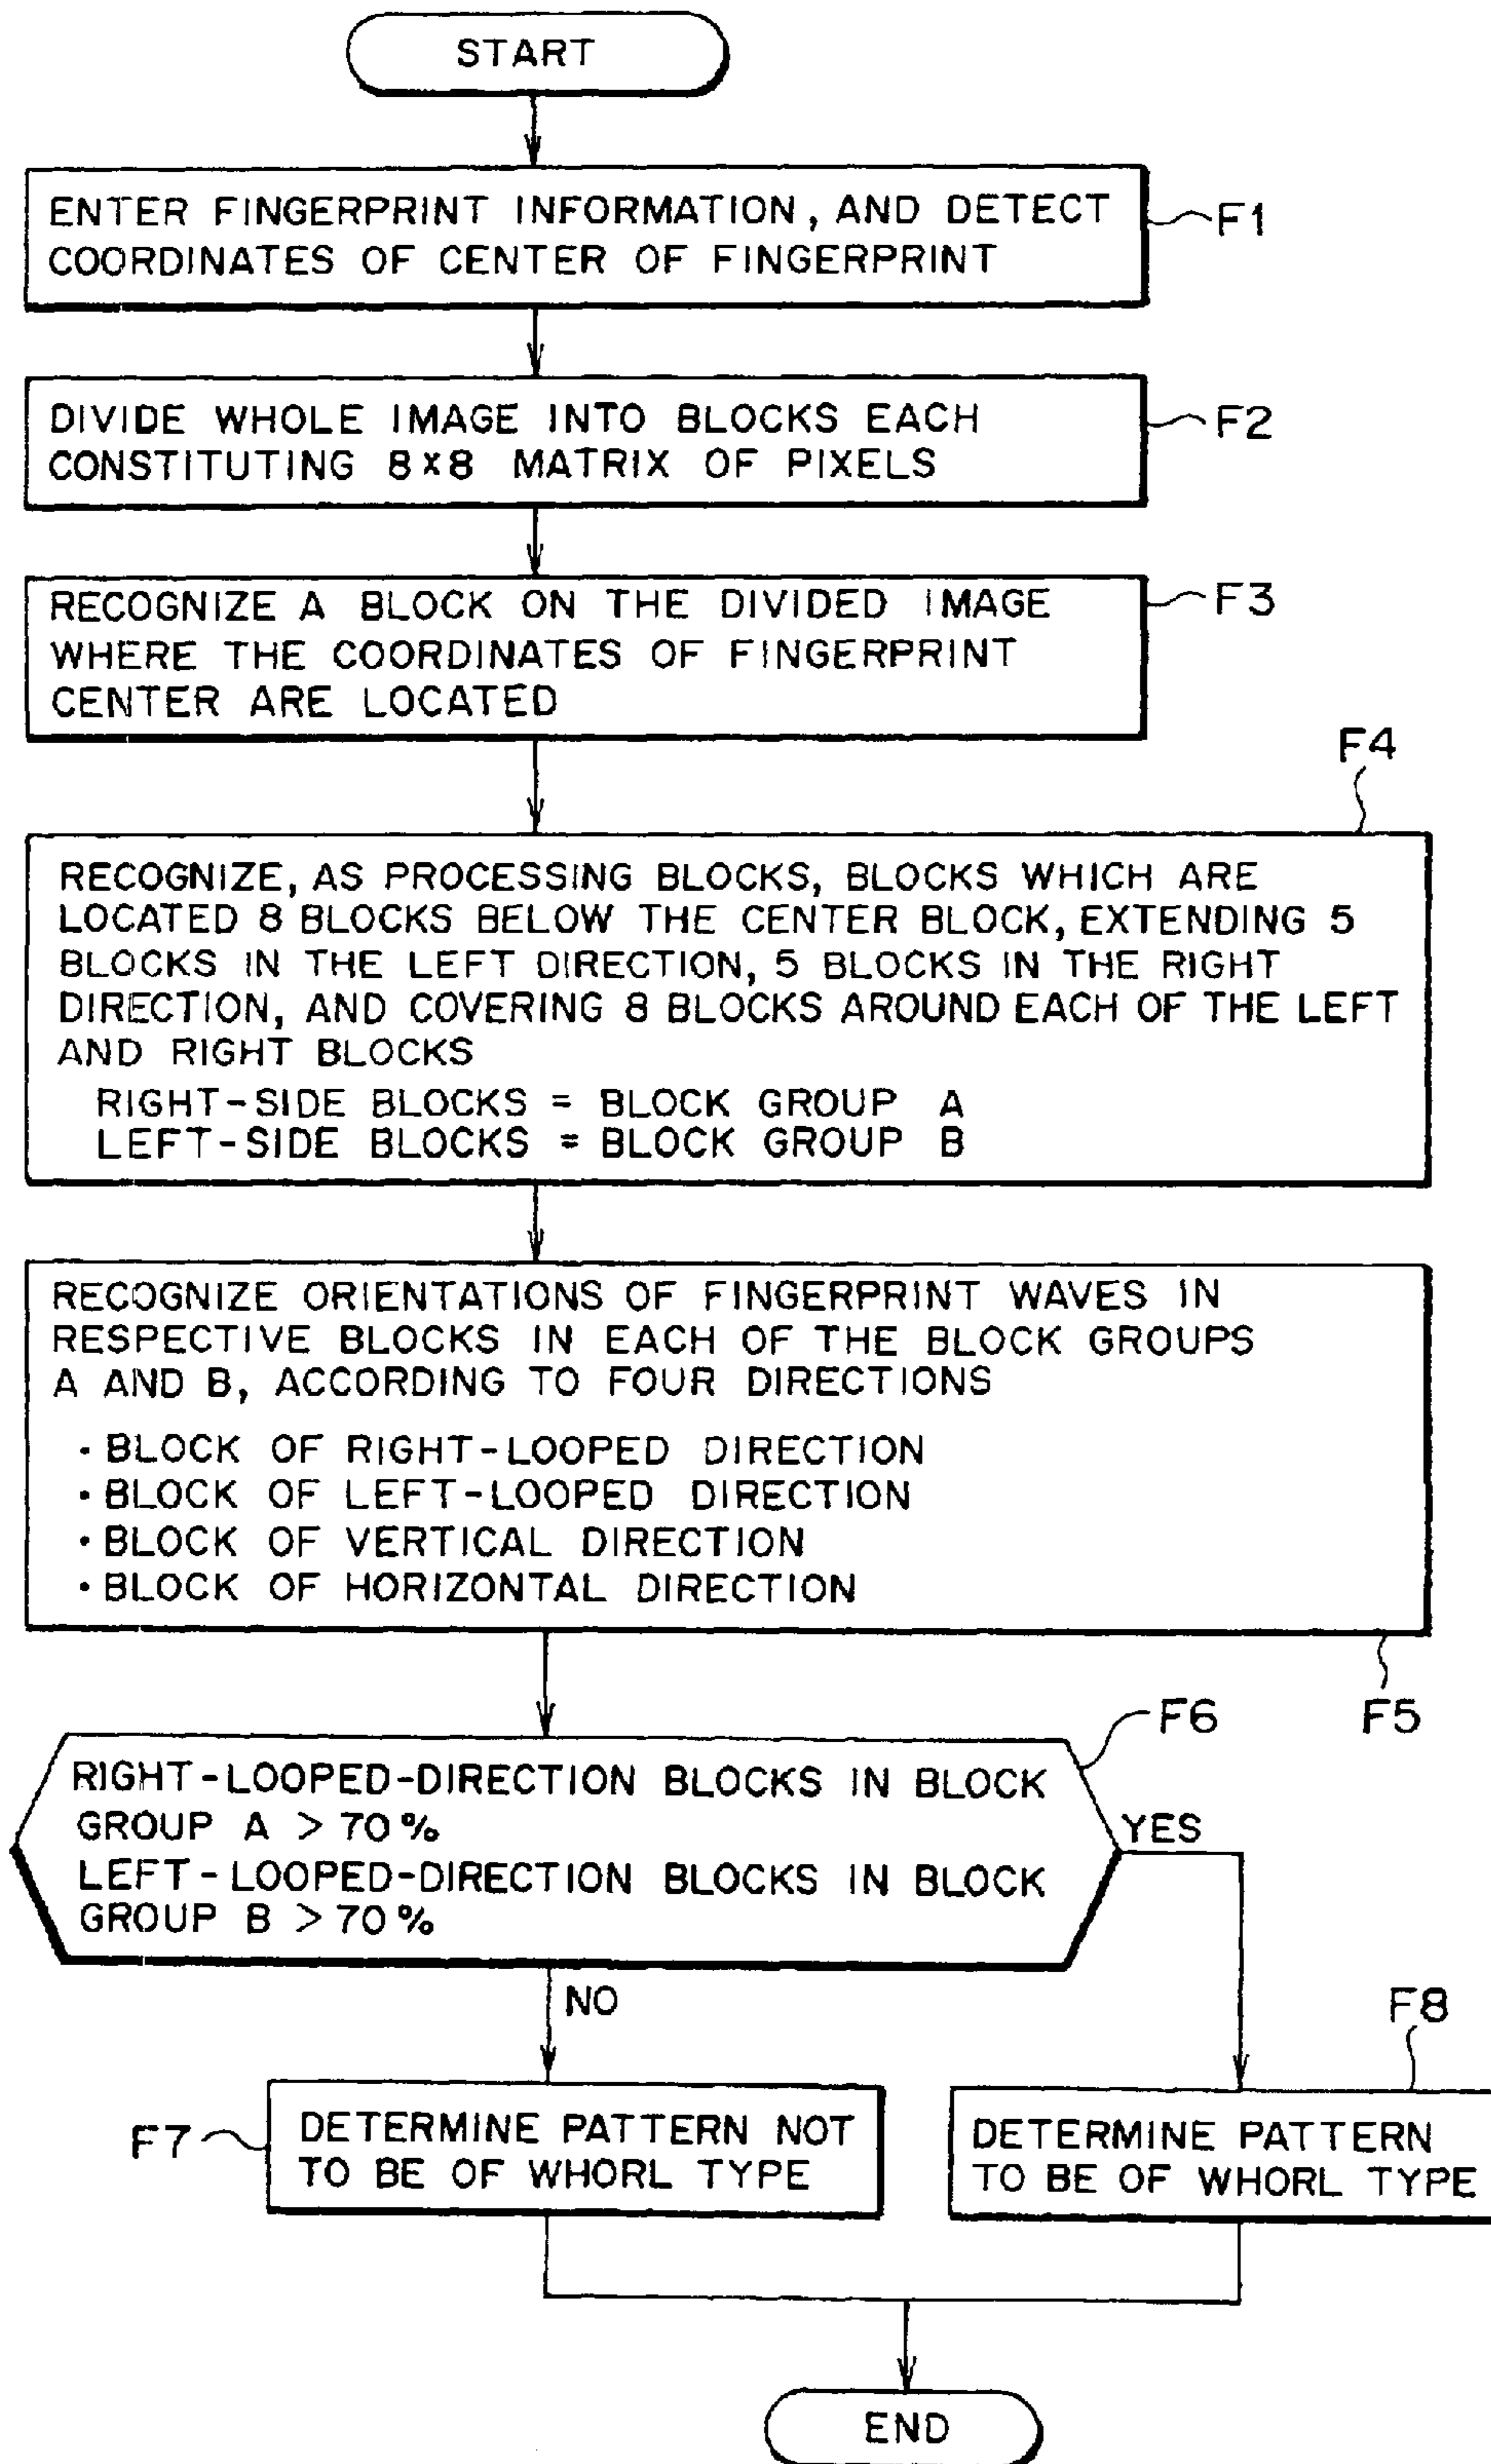 START
ENTER FINGERPRINT INFORMATION, AND DETECT
COORDINATES OF CENTER OF FINGERPRINT
F1
DIVIDE WHOLE IMAGE INTO BLOCKS EACH
CONSTITUTING 8×8 MATRIX OF PIXELS
F2
RECOGNIZE A BLOCK ON THE DIVIDED IMAGE
WHERE THE COORDINATES OF FINGERPRINT
CENTER ARE LOCATED
F3
F4
RECOGNIZE, AS PROCESSING BLOCKS, BLOCKS WHICH ARE
LOCATED 8 BLOCKS BELOW THE CENTER BLOCK, EXTENDING 5
BLOCKS IN THE LEFT DIRECTION, 5 BLOCKS IN THE RIGHT
DIRECTION, AND COVERING 8 BLOCKS AROUND EACH OF THE LEFT
AND RIGHT BLOCKS
RIGHT-SIDE BLOCKS = BLOCK GROUP A
LEFT-SIDE BLOCKS = BLOCK GROUP B
RECOGNIZE ORIENTATIONS OF FINGERPRINT WAVES IN
RESPECTIVE BLOCKS IN EACH OF THE BLOCK GROUPS
A AND B, ACCORDING TO FOUR DIRECTIONS
· BLOCK OF RIGHT-LOOPED DIRECTION
· BLOCK OF LEFT-LOOPED DIRECTION
· BLOCK OF VERTICAL DIRECTION
· BLOCK OF HORIZONTAL DIRECTION
F5
F6
RIGHT-LOOPED-DIRECTION BLOCKS IN BLOCK
GROUP A > 70%
LEFT-LOOPED-DIRECTION BLOCKS IN BLOCK
GROUP B > 70%
YES
NO
F7
DETERMINE PATTERN NOT
TO BE OF WHORL TYPE
F8
DETERMINE PATTERN
TO BE OF WHORL TYPE
END